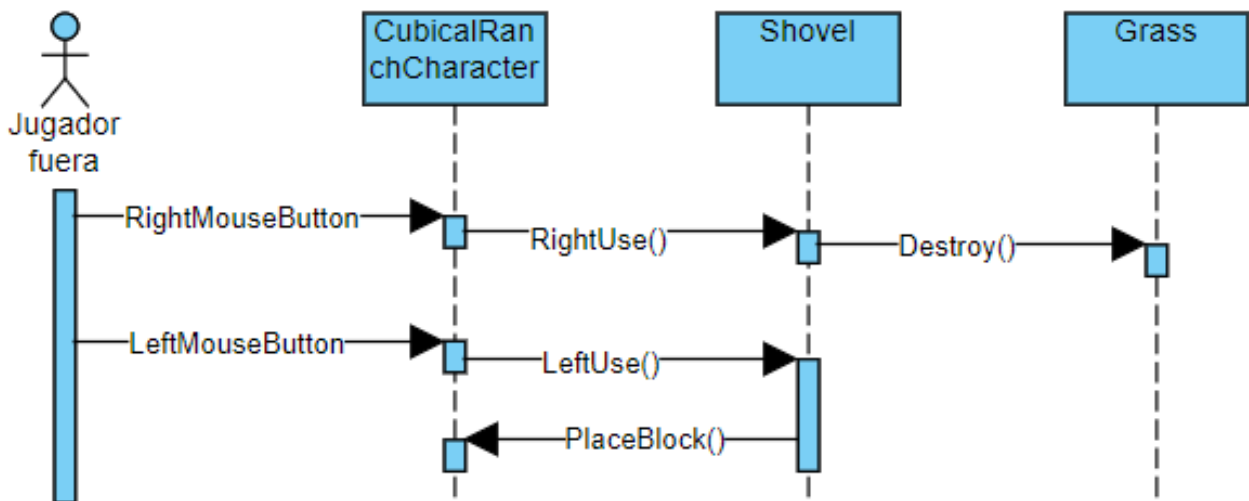 CubicalRan
chCharacter
Shovel
Grass
Jugador
fuera
RightMouseButton
RightUse()
Destroy()
LeftMouseButton
LeftUse()
PlaceBlock()